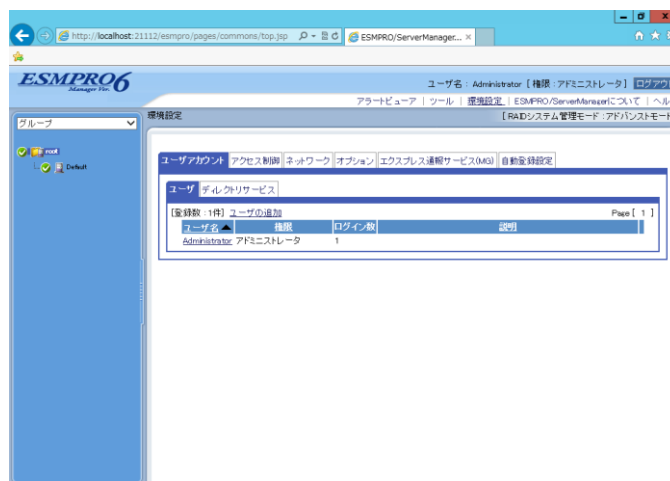 http://localhost:21112/esmpro/pages/commons/top.jsp
ESMPRO/ServerManager... ×
ESMPRO6
Manager Ver.
ユーザ名 : Administrator [ 権限 : アドミニストレータ ] ログアウ
アラートビューア | ツール | 環境設定 | ESMPRO/ServerManagerについて | ヘル
グループ
環境設定
[ RAIDシステム管理モード : アドバンストモード
root
Default
ユーザアカウント アクセス制御 ネットワーク オプション エクスプレス通報サービス(MG) 自動登録設定
ユーザ ディレクトリサービス
[登録数 : 1件] ユーザの追加 Page [ 1 ]
ユーザ名 ▲ 権限 ログイン数 説明
Administrator アドミニストレータ 1